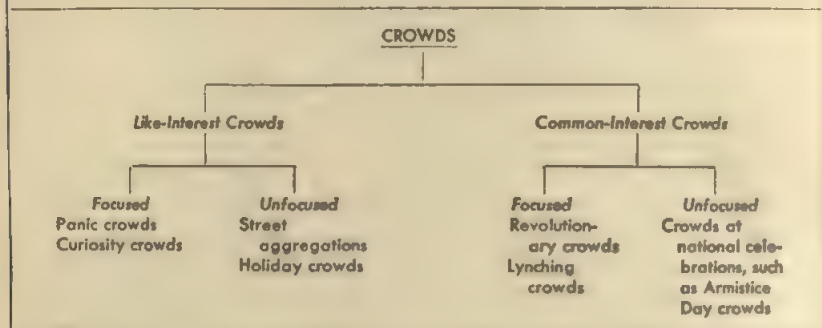 CROWDS
Like-Interest Crowds
Common-Interest Crowds
Focused
Panic crowds
Curiosity crowds
Unfocused
Street
aggregations
Holiday crowds
Focused
Revolution-
ary crowds
Lynching
crowds
Unfocused
Crowds at
national cele-
brations, such
as Armistice
Day crowds